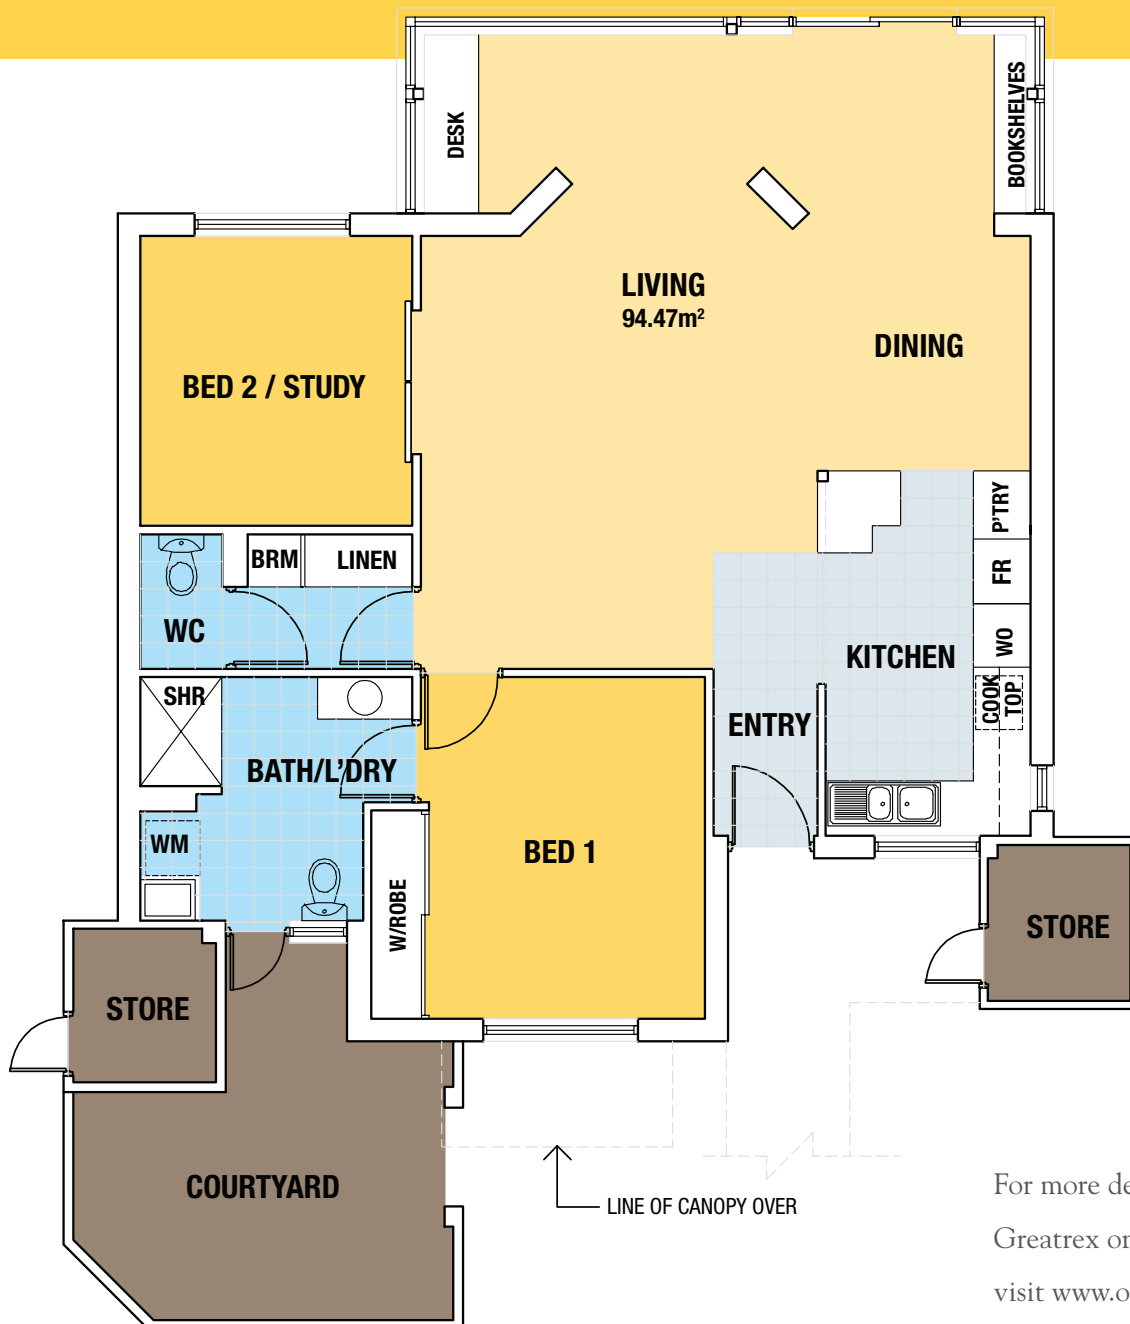 DESK
BOOKSHELVES
LIVING
94.47m²
DINING
BED 2 / STUDY
P'TRY
BRM
LINEN
FR
WC
WO
KITCHEN
SHR
COOK
TOP
ENTRY
BATH/L'DRY
WM
BED 1
W/ROBE
STORE
STORE
COURTYARD
LINE OF CANOPY OVER
For more de
Greatrex or
visit www.o